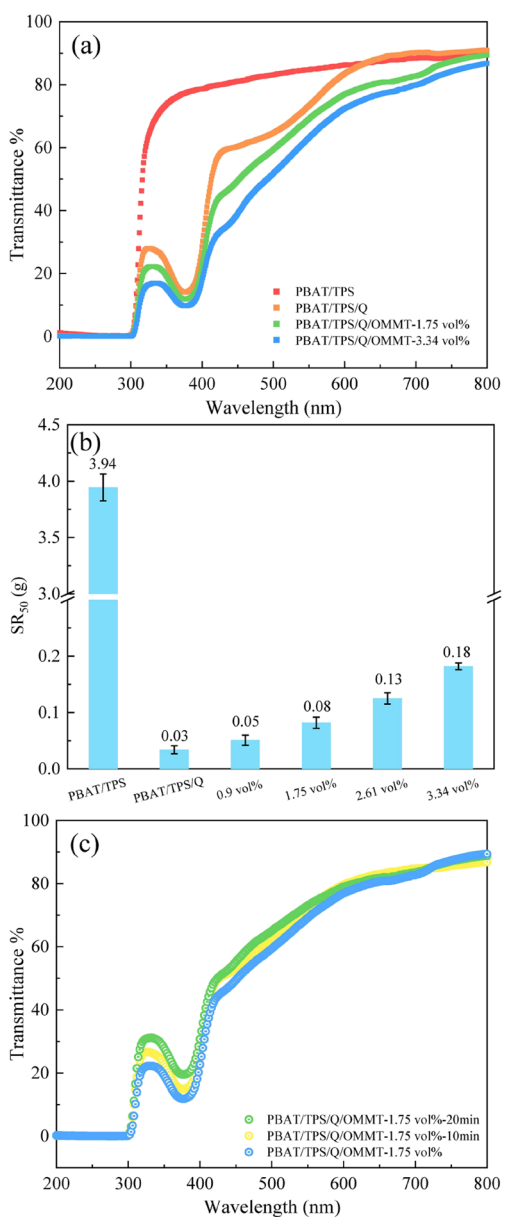 (a)
100
80
60
40
20
0
Transmittance %
PBAT/TPS
PBAT/TPS/Q
PBAT/TPS/Q/OMMT-1.75 vol%
PBAT/TPS/Q/OMMT-3.34 vol%
200 300 400 500 600 700 800
Wavelength (nm)
(b)
4.5
4.0
3.5
3.0
0.2
0.1
0.0
SR50 (g)
3.94
0.03
0.05
0.08
0.13
0.18
PBAT/TPS
PBAT/TPS/Q
0.9 vol%
1.75 vol%
2.61 vol%
3.34 vol%
(c)
100
80
60
40
20
0
Transmittance %
PBAT/TPS/Q/OMMT-1.75 vol%-20min
PBAT/TPS/Q/OMMT-1.75 vol%-10min
PBAT/TPS/Q/OMMT-1.75 vol%
200 300 400 500 600 700 800
Wavelength (nm)